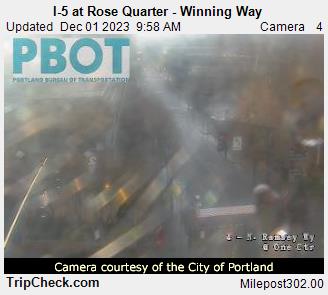 I-5 at Rose Quarter - Winning Way
Updated Dec 01 2023 9:58 AM Camera 4
PBOT
PORTLAND BUREAU OF TRANSPORTATION
4 - N. Ramsey Wy
@ One Ctr
Camera courtesy of the City of Portland
TripCheck.com Milepost302.00